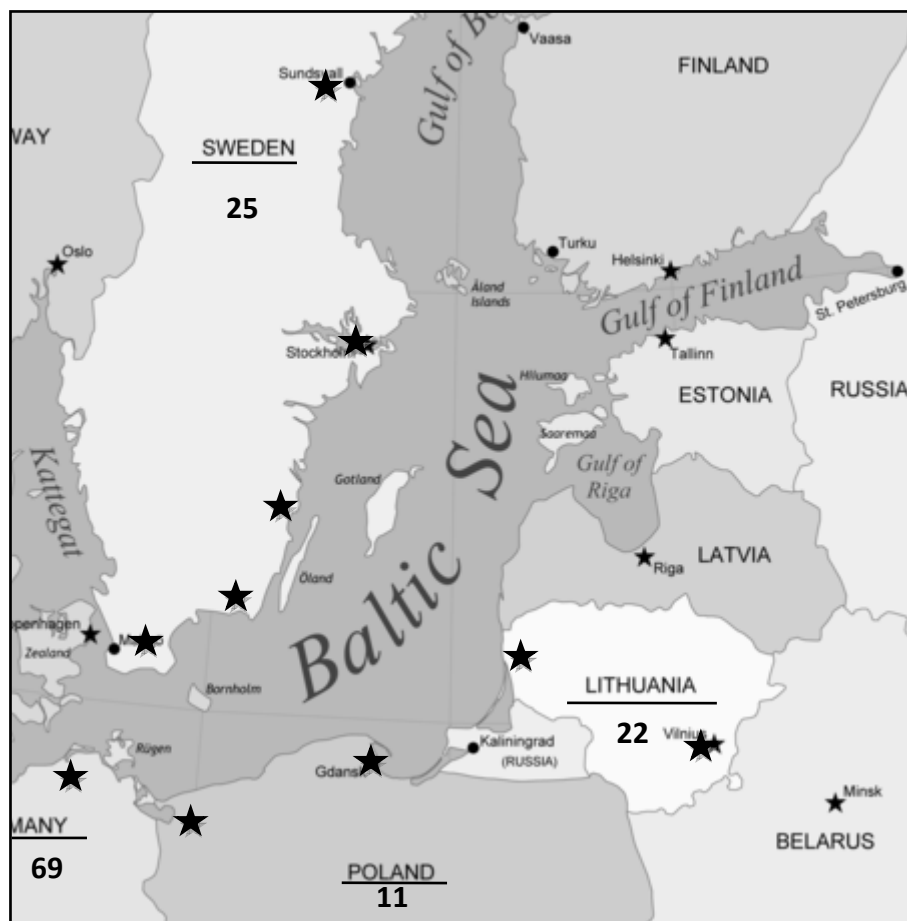 Vaasa
FINLAND
Gulf of Bo
Sundsvall
WAY
SWEDEN
25
Oslo
Turku
Helsinki
Åland
Islands
Gulf of Finland
St. Petersburg
Stockholm
Tallinn
Hiiumaa
ESTONIA
RUSSIA
Saaremaa
Kattegat
Gotland
Gulf of
Riga
Baltic Sea
Öland
Riga
LATVIA
openhagen
Zealand
Bornholm
LITHUANIA
22
Vilnius
Rügen
Gdansk
Kaliningrad
(RUSSIA)
Minsk
MANY
69
BELARUS
POLAND
11